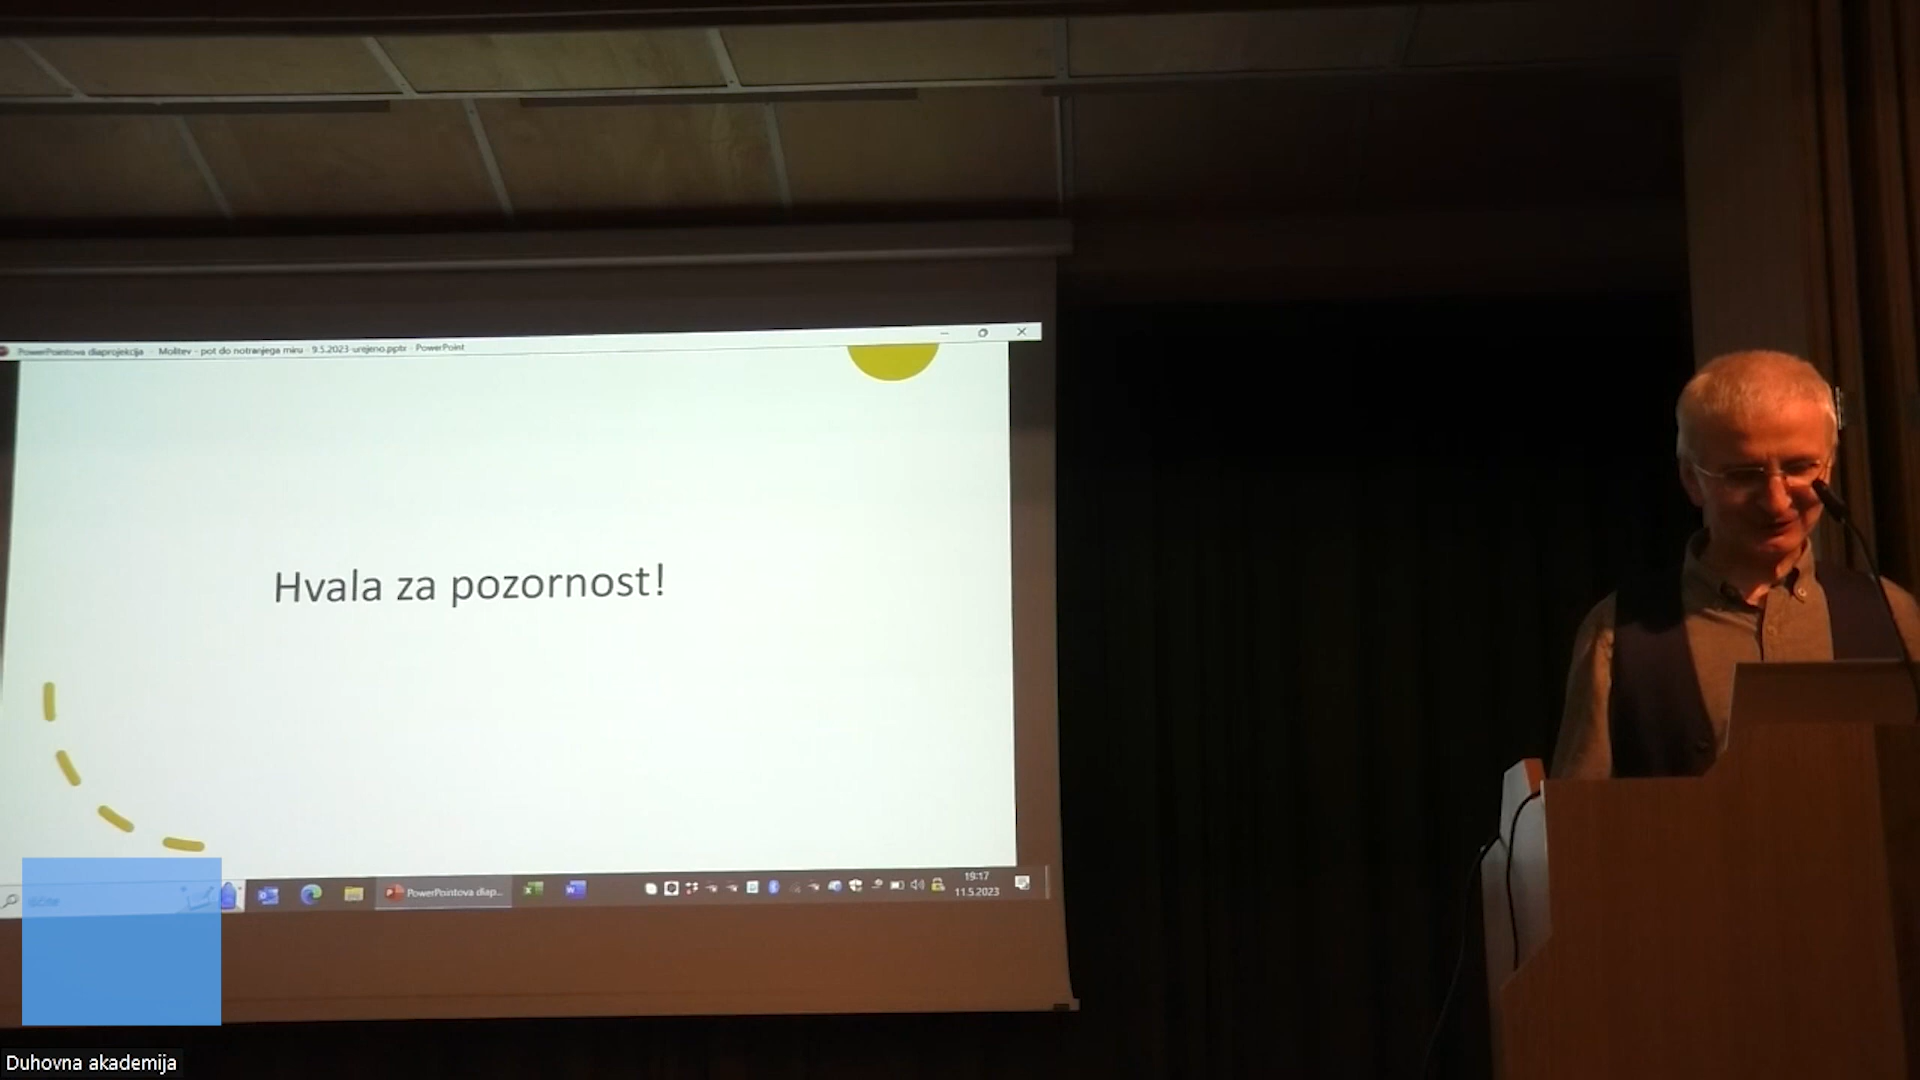 PowerPointova diaprojekcija - Molitev - pot do notranjega miru - 9.5.2023-urejeno.pptx - PowerPoint
Hvala za pozornost!
PowerPointova diap...
19:17
11.5.2023
Duhovna akademija